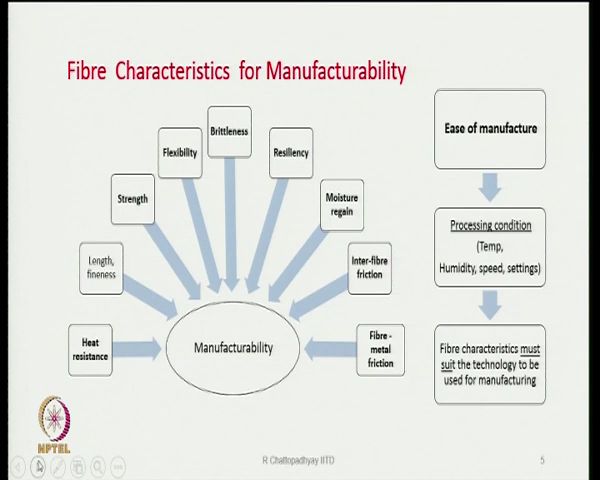 Fibre Characteristics for Manufacturability
Brittleness
Flexibility
Resiliency
Strength
Moisture
regain
Length,
fineness
Inter-fibre
friction
Heat
resistance
Manufacturability
Fibre -
metal
friction
Ease of manufacture
Processing condition
(Temp,
Humidity, speed, settings)
Fibre characteristics must
suit the technology to be
used for manufacturing
NPTEL
R Chattopadhyay IITD
5